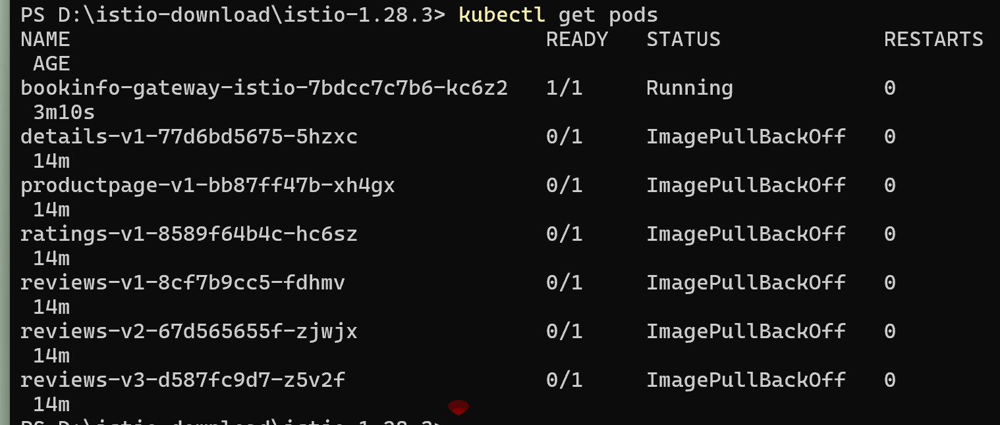 PS D:\istio-download\istio-1.28.3> kubectl get pods
NAME READY STATUS RESTARTS
AGE
bookinfo-gateway-istio-7bdcc7c7b6-kc6z2 1/1 Running 0
3m10s
details-v1-77d6bd5675-5hzxc 0/1 ImagePullBackOff 0
14m
productpage-v1-bb87ff47b-xh4gx 0/1 ImagePullBackOff 0
14m
ratings-v1-8589f64b4c-hc6sz 0/1 ImagePullBackOff 0
14m
reviews-v1-8cf7b9cc5-fdhmv 0/1 ImagePullBackOff 0
14m
reviews-v2-67d565655f-zjwjx 0/1 ImagePullBackOff 0
14m
reviews-v3-d587fc9d7-z5v2f 0/1 ImagePullBackOff 0
14m
PS D:\istio-download\istio-1.28.3>